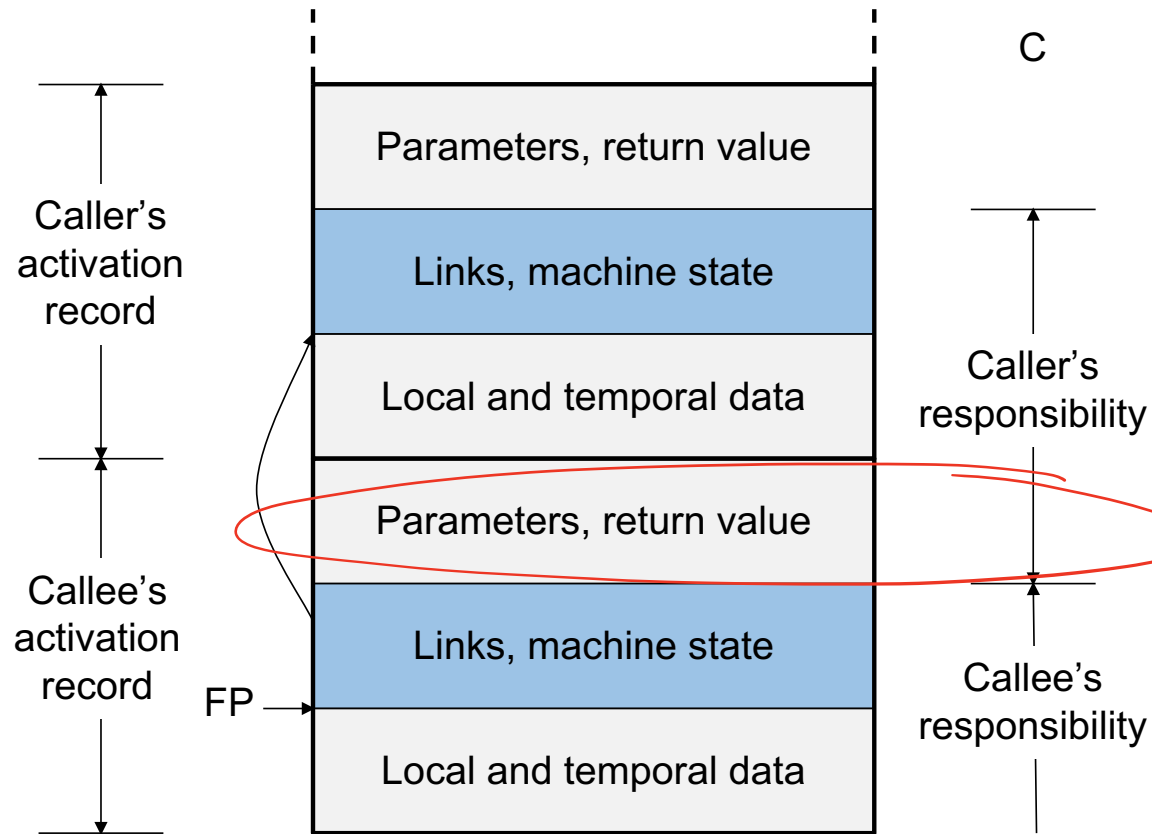 C
Parameters, return value
Caller's
activation
record
Links, machine state
Local and temporal data
Caller's
responsibility
Parameters, return value
Callee's
activation
record
Links, machine state
FP
Callee's
responsibility
Local and temporal data